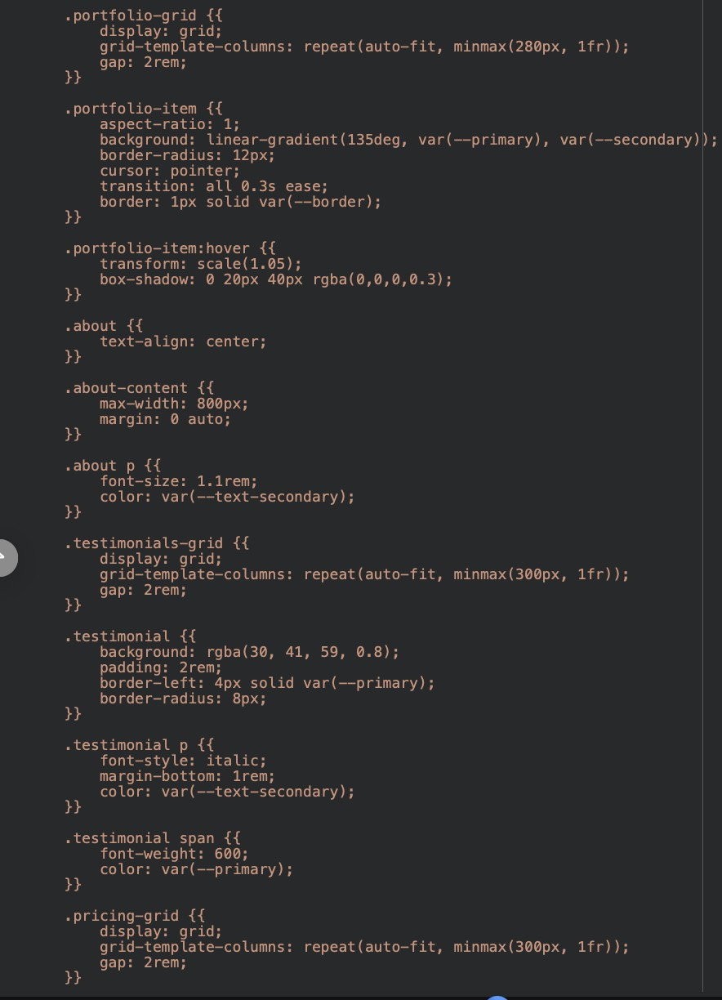 .portfolio-grid {{
    display: grid;
    grid-template-columns: repeat(auto-fit, minmax(280px, 1fr));
    gap: 2rem;
}}

.portfolio-item {{
    aspect-ratio: 1;
    background: linear-gradient(135deg, var(--primary), var(--secondary));
    border-radius: 12px;
    cursor: pointer;
    transition: all 0.3s ease;
    border: 1px solid var(--border);
}}

.portfolio-item:hover {{
    transform: scale(1.05);
    box-shadow: 0 20px 40px rgba(0,0,0,0.3);
}}

.about {{
    text-align: center;
}}

.about-content {{
    max-width: 800px;
    margin: 0 auto;
}}

.about p {{
    font-size: 1.1rem;
    color: var(--text-secondary);
}}

.testimonials-grid {{
    display: grid;
    grid-template-columns: repeat(auto-fit, minmax(300px, 1fr));
    gap: 2rem;
}}

.testimonial {{
    background: rgba(30, 41, 59, 0.8);
    padding: 2rem;
    border-left: 4px solid var(--primary);
    border-radius: 8px;
}}

.testimonial p {{
    font-style: italic;
    margin-bottom: 1rem;
    color: var(--text-secondary);
}}

.testimonial span {{
    font-weight: 600;
    color: var(--primary);
}}

.pricing-grid {{
    display: grid;
    grid-template-columns: repeat(auto-fit, minmax(300px, 1fr));
    gap: 2rem;
}}